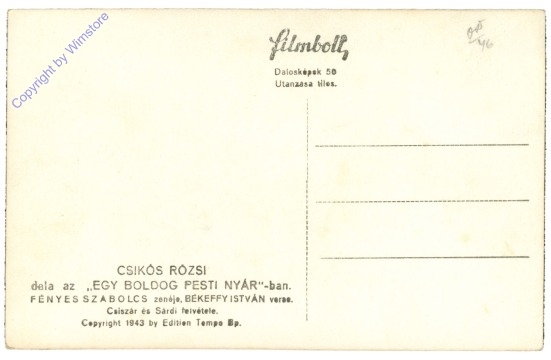 Copyright by Wimstore
filmbolt
Dalosképek 50
Utanzása tilos.
CSIKÓS RÓZSI
dala az „EGY BOLDOG PESTI NYÁR"-ban.
FÉNYES SZABOLCS zenéje, BÉKEFFY ISTVÁN verse.
Csiszár és Sárdi felvétele.
Copyright 1943 by Edition Tempo Bp.